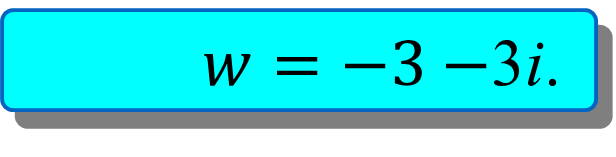 w = −3 −3i.